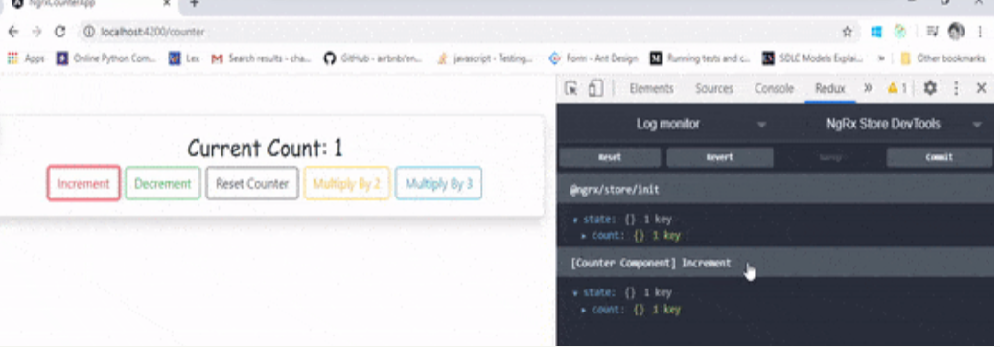 NgrxCounterApp
localhost:4200/counter
Apps Online Python Com... Lex Search results - cha... GitHub - airbnb/en... javascript - Testing... Form - Ant Design Running tests and c... SDLC Models Explai... » Other bookmarks
Elements Sources Console Redux » 1
Log monitor NgRx Store DevTools
Reset Revert Sweep Commit
@ngrx/store/init
state: {} 1 key
count: {} 1 key
[Counter Component] Increment
state: {} 1 key
count: {} 1 key
Current Count: 1
Increment Decrement Reset Counter Multiply By 2 Multiply By 3